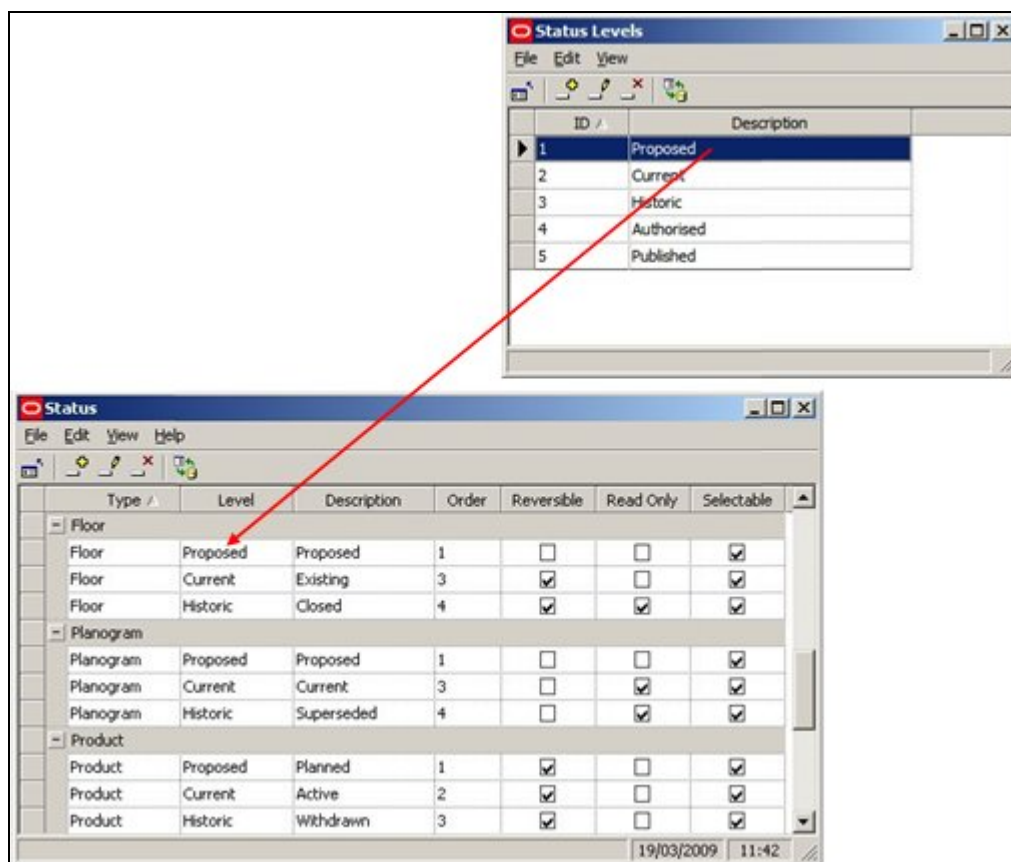 Status Levels
File Edit View
ID Description
1 Proposed
2 Current
3 Historic
4 Authorised
5 Published
Status
File Edit View Help
Type Level Description Order Reversible Read Only Selectable
Floor
Floor Proposed Proposed 1
Floor Current Existing 3
Floor Historic Closed 4
Planogram
Planogram Proposed Proposed 1
Planogram Current Current 3
Planogram Historic Superseded 4
Product
Product Proposed Planned 1
Product Current Active 2
Product Historic Withdrawn 3
19/03/2009 11:42